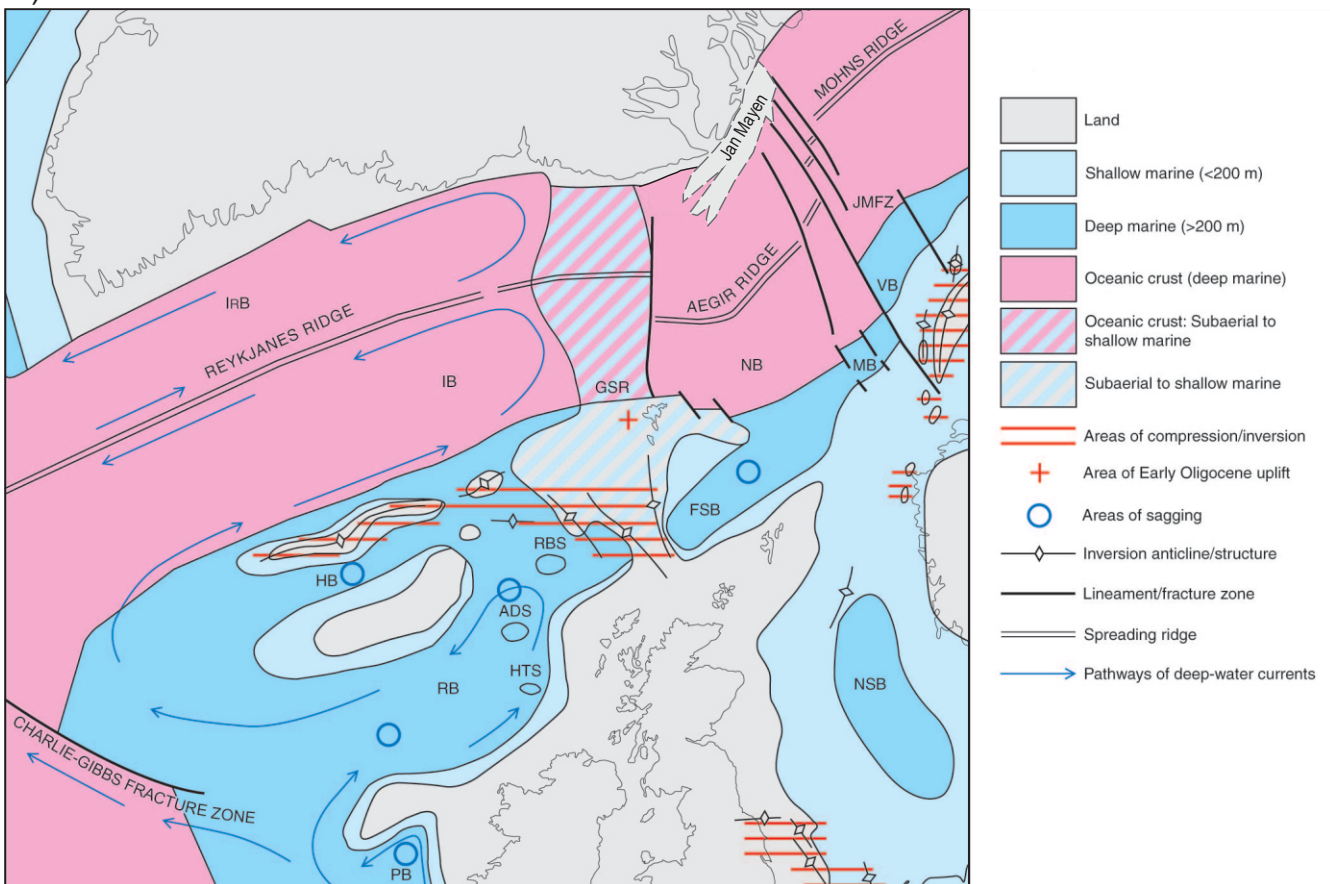 MOHNS RIDGE
Jan Mayen
JMFZ
IRB
REYKJANES RIDGE
AEGIR RIDGE
VB
IB
GSR
NB
MB
FSB
RBS
HB
ADS
HTS
RB
NSB
CHARLIE-GIBBS FRACTURE ZONE
PB
Land
Shallow marine (<200 m)
Deep marine (>200 m)
Oceanic crust (deep marine)
Oceanic crust: Subaerial to
shallow marine
Subaerial to shallow marine
Areas of compression/inversion
Area of Early Oligocene uplift
Areas of sagging
Inversion anticline/structure
Lineament/fracture zone
Spreading ridge
Pathways of deep-water currents